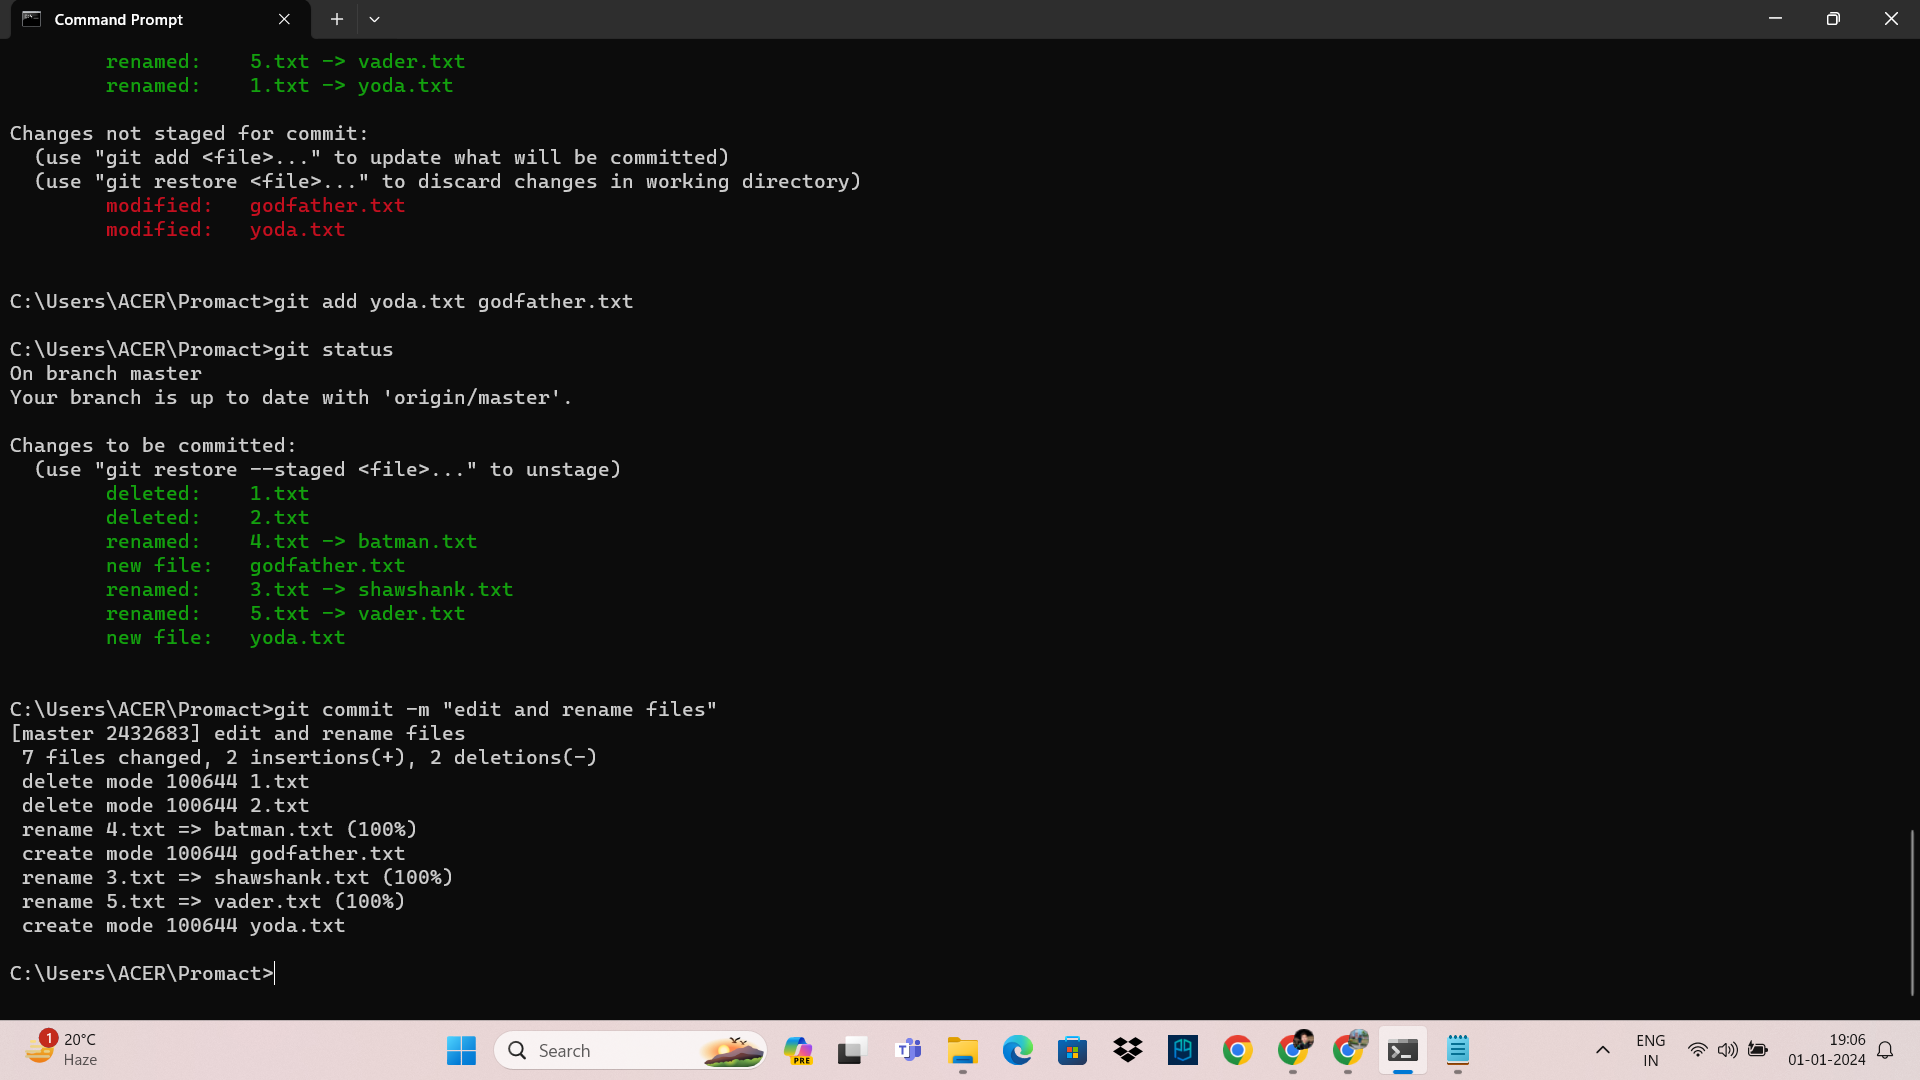 Command Prompt
renamed:    5.txt -> vader.txt
renamed:    1.txt -> yoda.txt
Changes not staged for commit:
(use "git add <file>..." to update what will be committed)
(use "git restore <file>..." to discard changes in working directory)
modified:   godfather.txt
modified:   yoda.txt
C:\Users\ACER\Promact>git add yoda.txt godfather.txt
C:\Users\ACER\Promact>git status
On branch master
Your branch is up to date with 'origin/master'.
Changes to be committed:
(use "git restore --staged <file>..." to unstage)
deleted:    1.txt
deleted:    2.txt
renamed:    4.txt -> batman.txt
new file:   godfather.txt
renamed:    3.txt -> shawshank.txt
renamed:    5.txt -> vader.txt
new file:   yoda.txt
C:\Users\ACER\Promact>git commit -m "edit and rename files"
[master 2432683] edit and rename files
7 files changed, 2 insertions(+), 2 deletions(-)
delete mode 100644 1.txt
delete mode 100644 2.txt
rename 4.txt => batman.txt (100%)
create mode 100644 godfather.txt
rename 3.txt => shawshank.txt (100%)
rename 5.txt => vader.txt (100%)
create mode 100644 yoda.txt
C:\Users\ACER\Promact>
1
20°C
Haze
Search
PRE
ENG
IN
19:06
01-01-2024